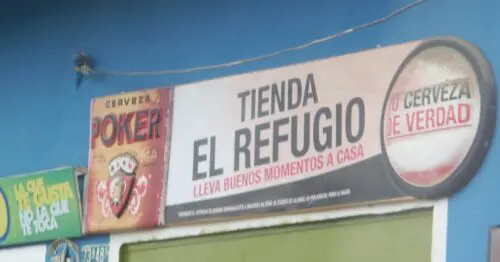 CERVEZA
POKER
TIENDA
EL REFUGIO
LLEVA BUENOS MOMENTOS A CASA
TU CERVEZA
DE VERDAD
LA QUE
TE GUSTA
NO LA QUE
TE TOCA